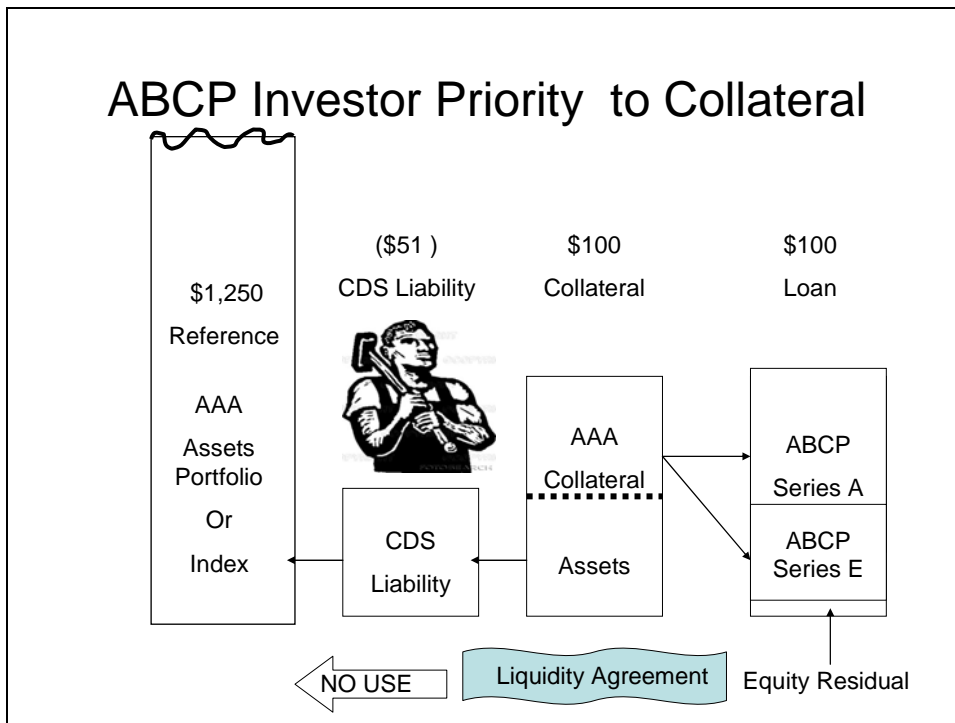 ABCP Investor Priority to Collateral
$1,250
Reference
AAA
Assets
Portfolio
Or
Index
($51 )
CDS Liability
CDS
Liability
$100
Collateral
AAA
Collateral
Assets
$100
Loan
ABCP
Series A
ABCP
Series E
NO USE
Liquidity Agreement
Equity Residual